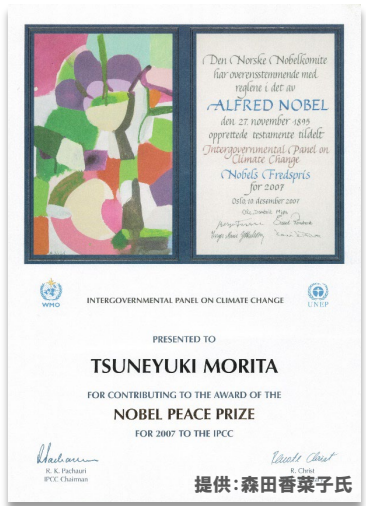 Den Norske Nobelkomite
har overensstemmende med
reglene i det av
ALFRED NOBEL
den 27. november 1895
opprettede testamente tildelt
Intergovernmental Panel on
Climate Change
Nobels Fredspris
for 2007
Oslo 10. desember 2007
WMO
INTERGOVERNMENTAL PANEL ON CLIMATE CHANGE
UNEP
PRESENTED TO
TSUNEYUKI MORITA
FOR CONTRIBUTING TO THE AWARD OF THE
NOBEL PEACE PRIZE
FOR 2007 TO THE IPCC
R. K. Pachauri
IPCC Chairman
R. Christ
提供：森田香菜子氏